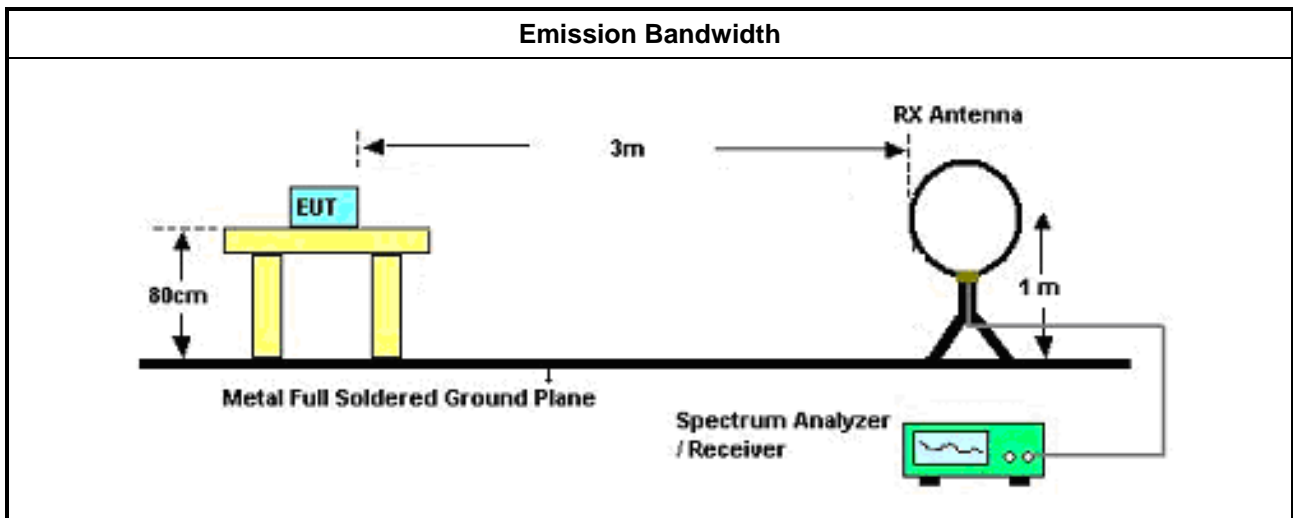 Emission Bandwidth
RX Antenna
3m
EUT
80cm
1 m
Metal Full Soldered Ground Plane
Spectrum Analyzer
/ Receiver